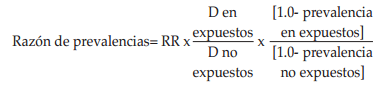 D en [1.0- prevalencia
expuestos en expuestos]
Razón de prevalencias= RR x x
D no [1.0- prevalencia
expuestos no expuestos]